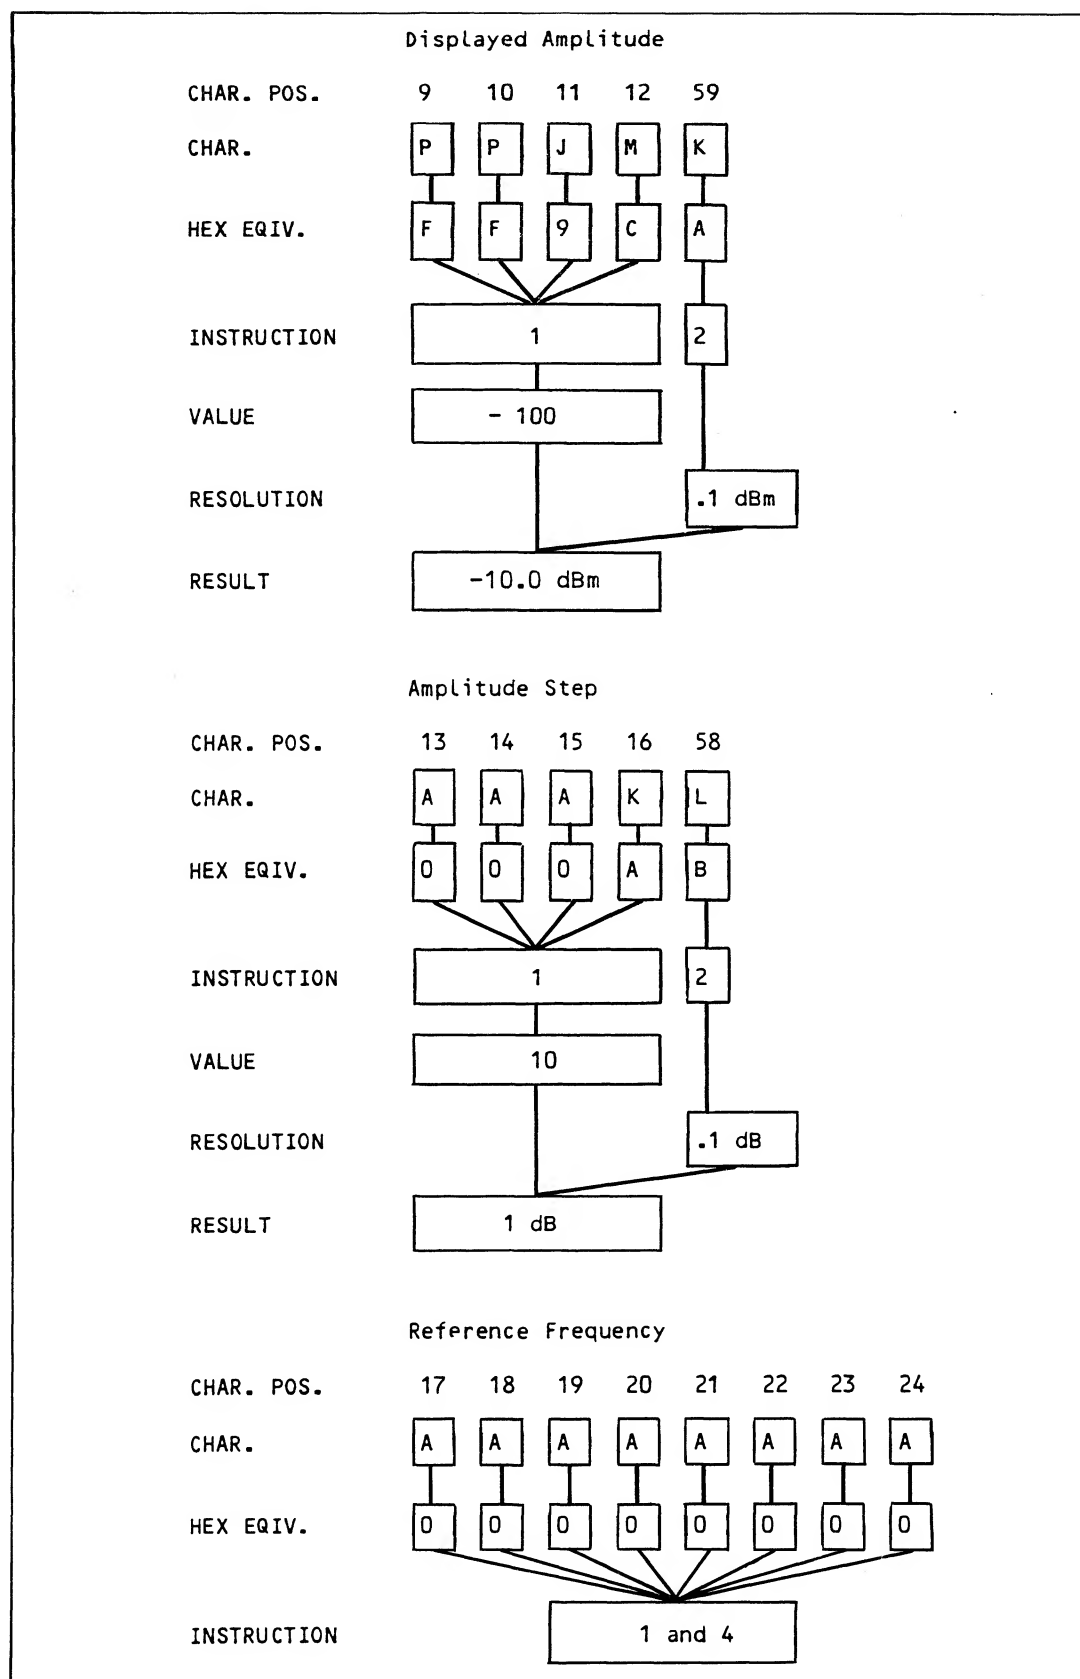 Displayed Amplitude
CHAR. POS. 9 10 11 12 59
CHAR. P P J M K
HEX EQIV. F F 9 C A
INSTRUCTION 1 2
VALUE - 100
RESOLUTION .1 dBm
RESULT -10.0 dBm
Amplitude Step
CHAR. POS. 13 14 15 16 58
CHAR. A A A K L
HEX EQIV. 0 0 0 A B
INSTRUCTION 1 2
VALUE 10
RESOLUTION .1 dB
RESULT 1 dB
Reference Frequency
CHAR. POS. 17 18 19 20 21 22 23 24
CHAR. A A A A A A A A
HEX EQIV. 0 0 0 0 0 0 0 0
INSTRUCTION 1 and 4